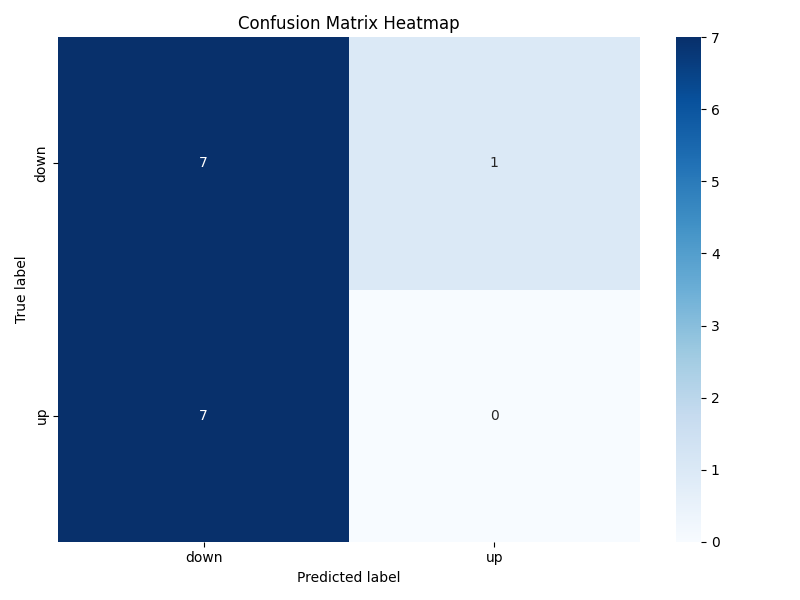 Confusion Matrix Heatmap
7
6
5
4
3
2
1
0
True label
down
up
7 1
7 0
down up
Predicted label